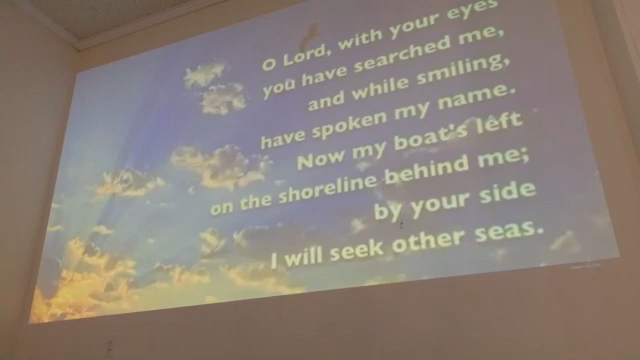 O Lord, with your eyes
you have searched me,
and while smiling,
have spoken my name.
Now my boat's left
on the shoreline behind me;
by your side
I will seek other seas.